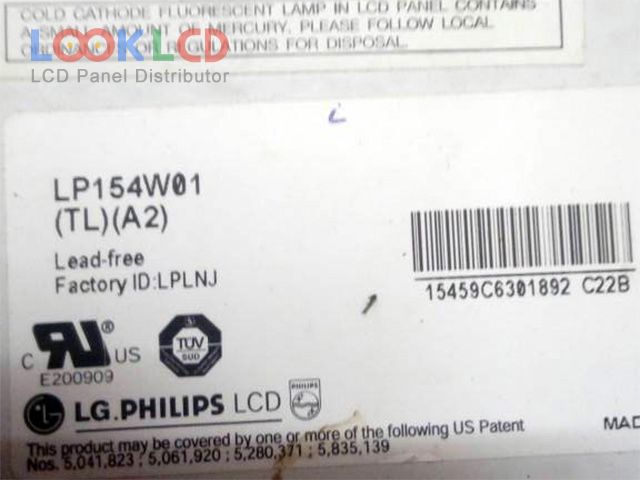 COLD CATHODE FLUORESCENT LAMP IN LCD PANEL CONTAINS
A SMALL AMOUNT OF MERCURY, PLEASE FOLLOW LOCAL
ORDINANCES OR REGULATIONS FOR DISPOSAL.
LOOKLCD
LCD Panel Distributor
LP154W01
(TL)(A2)
Lead-free
Factory ID:LPLNJ
15459C6301892 C22B
C RU ® US
E200909
TUV
SUD
LG.PHILIPS LCD
PHILIPS
This product may be covered by one or more of the following US Patent
Nos. 5,041,823 ; 5,061,920 ; 5,280,371 ; 5,835,139
MAD